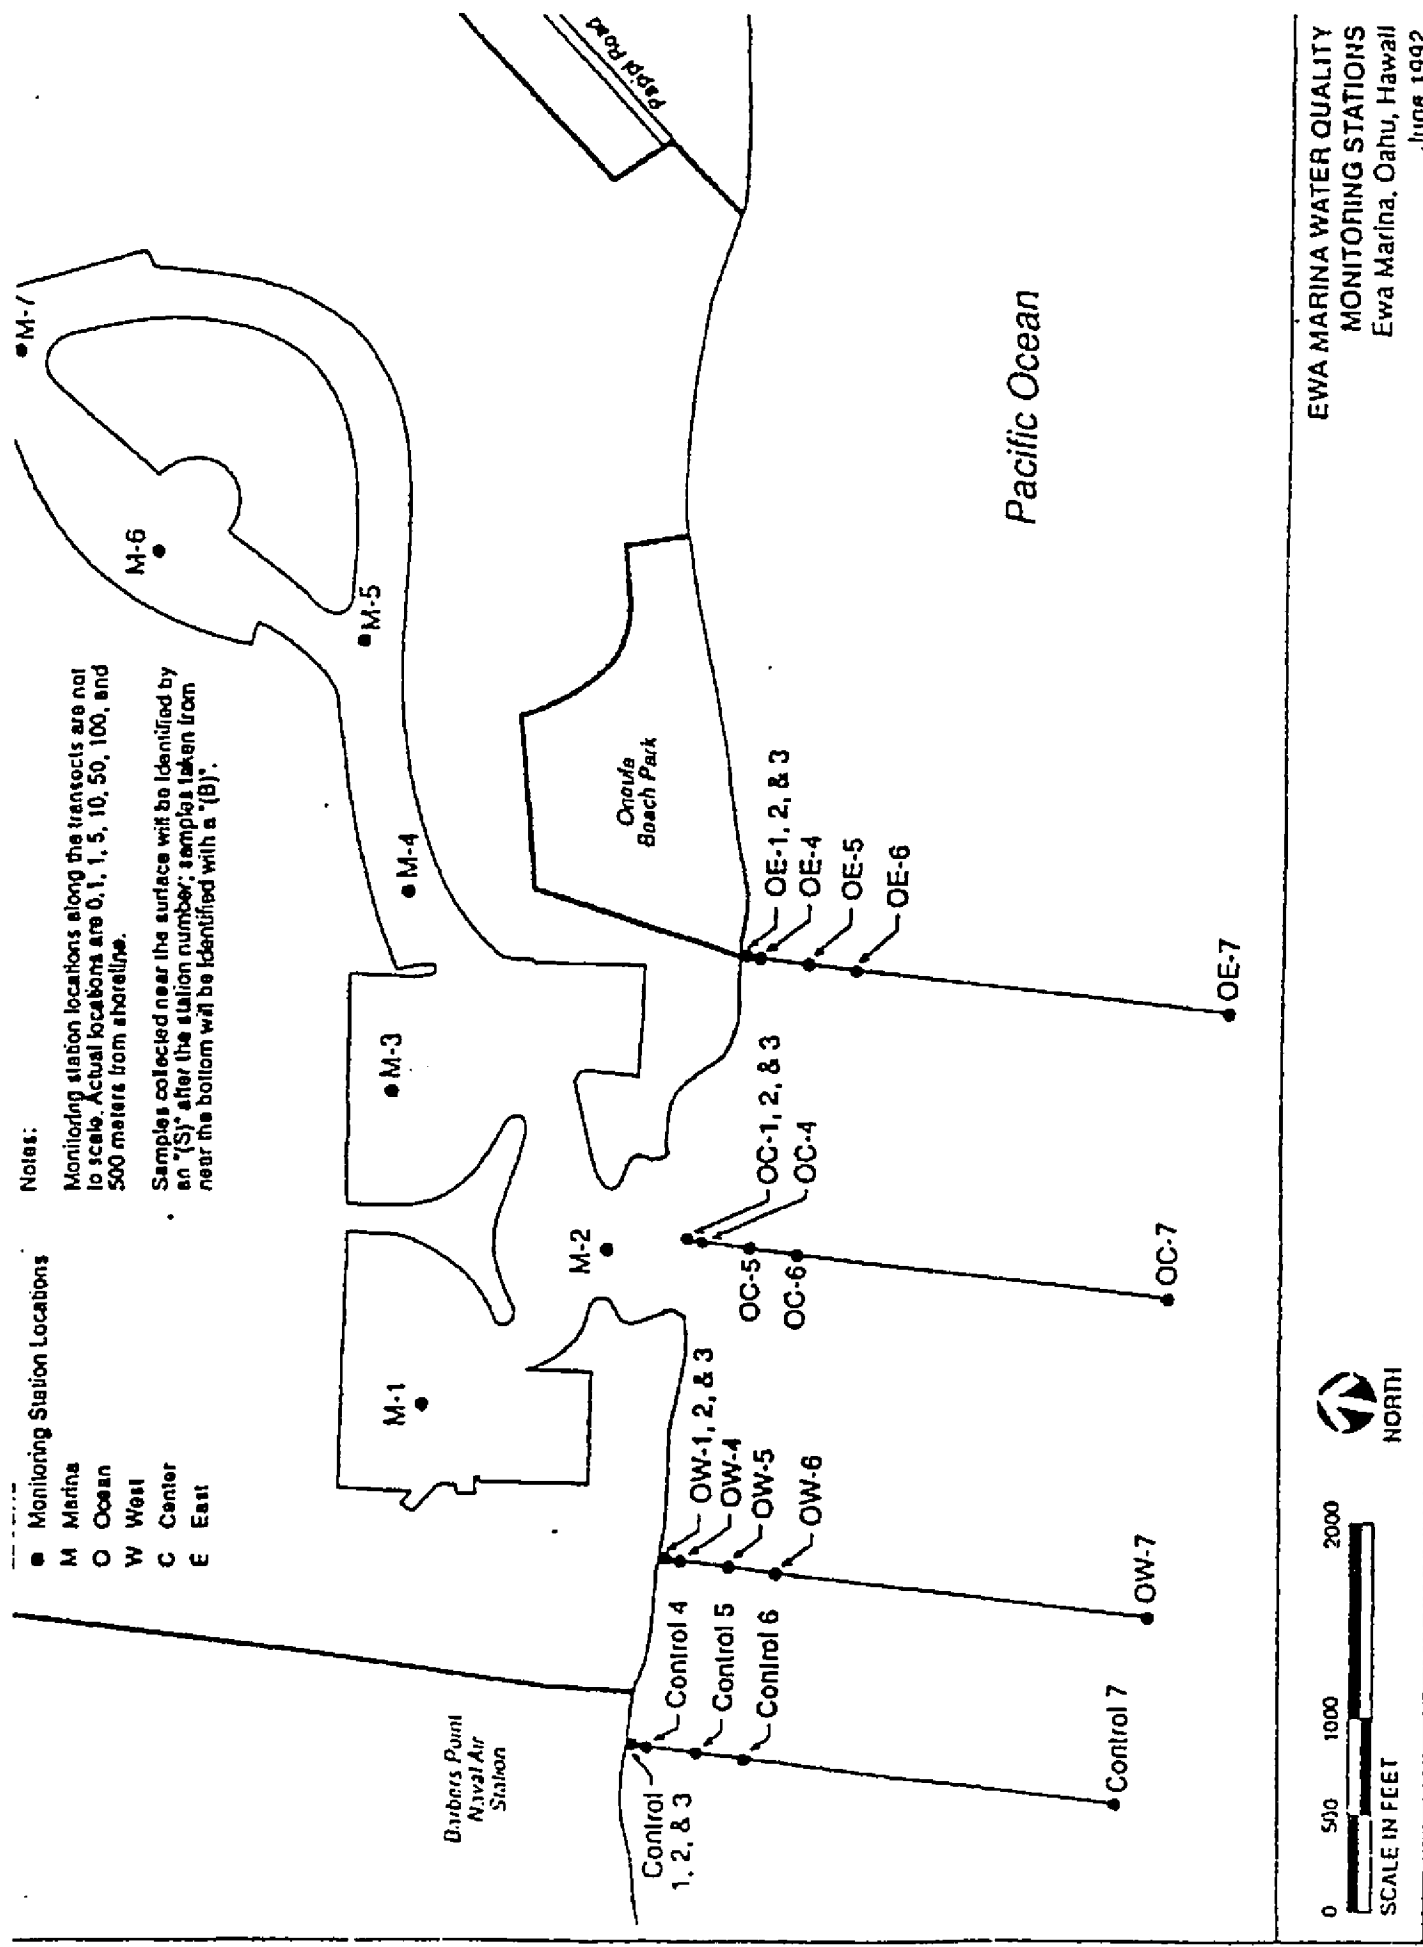 Notes:
Monitoring station locations along the transects are not
to scale. Actual locations are 0, 1, 5, 10, 50, 100, and
500 meters from shoreline.
Samples collected near the surface will be identified by
an "(S)" after the station number; samples taken from
near the bottom will be identified with a "(B)".
Monitoring Station Locations
M Marina
O Ocean
W West
C Center
E East
M-7
M-6
M-5
M-4
M-3
M-2
M-1
Papipi Road
Oneula
Beach Park
Barbers Point
Naval Air
Station
Pacific Ocean
Control
1, 2, & 3
Control 4
Control 5
Control 6
Control 7
OW-1, 2, & 3
OW-4
OW-5
OW-6
OW-7
OC-1, 2, & 3
OC-4
OC-5
OC-6
OC-7
OE-1, 2, & 3
OE-4
OE-5
OE-6
OE-7
0 500 1000 2000
SCALE IN FEET
NORTH
EWA MARINA WATER QUALITY
MONITORING STATIONS
Ewa Marina, Oahu, Hawaii
June 1992